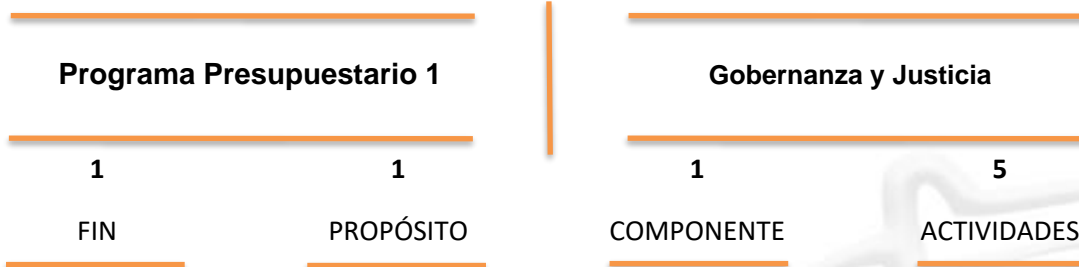 Programa Presupuestario 1
Gobernanza y Justicia
1 1 1 5
FIN PROPÓSITO COMPONENTE ACTIVIDADES